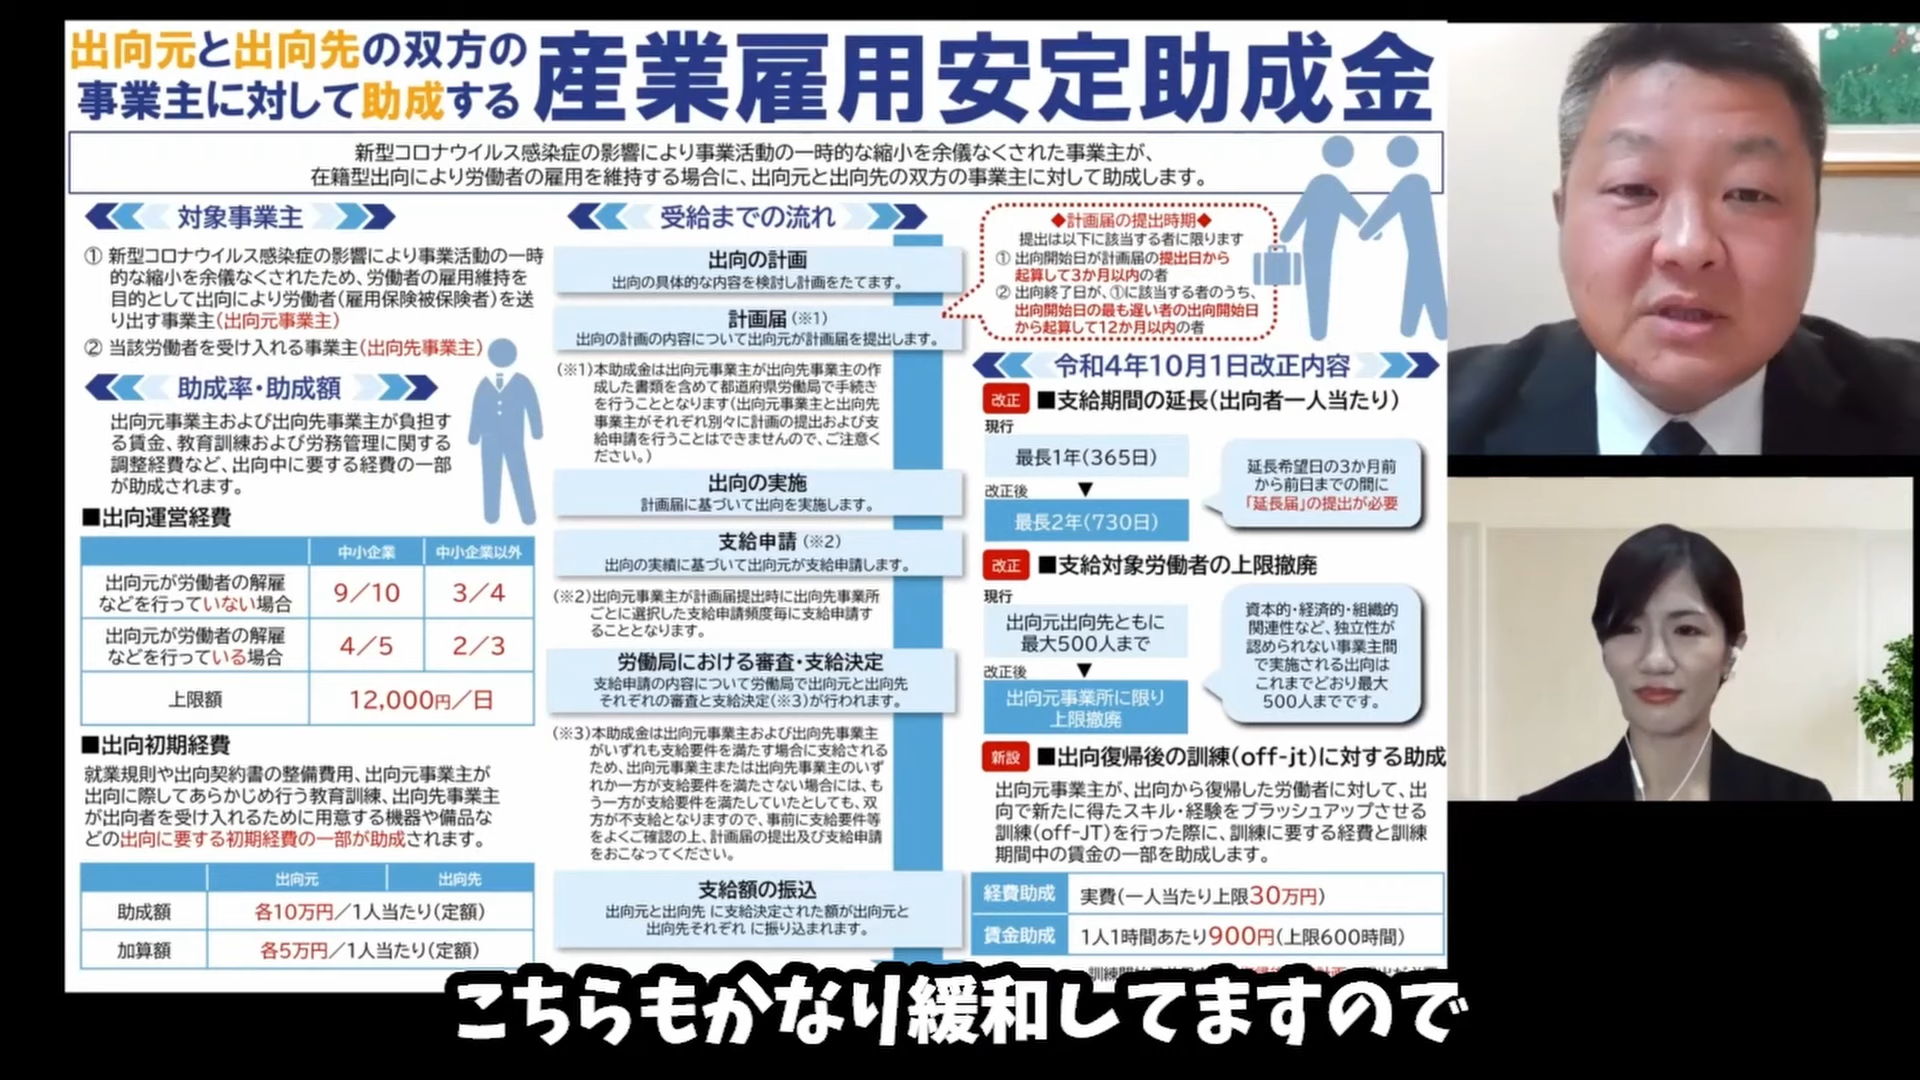 出向元と出向先の双方の
事業主に対して助成する
産業雇用安定助成金
新型コロナウイルス感染症の影響により事業活動の一時的な縮小を余儀なくされた事業主が、
在籍型出向により労働者の雇用を維持する場合に、出向元と出向先の双方の事業主に対して助成します。
対象事業主
① 新型コロナウイルス感染症の影響により事業活動の一時
的な縮小を余儀なくされたため、労働者の雇用維持を
目的として出向により労働者(雇用保険被保険者)を送
り出す事業主(出向元事業主)
② 当該労働者を受け入れる事業主(出向先事業主)
助成率・助成額
出向元事業主および出向先事業主が負担す
る賃金、教育訓練および労務管理に関する
調整経費など、出向中に要する経費の一部
が助成されます。
■出向運営経費
中小企業 中小企業以外
出向元が労働者の解雇
などを行っていない場合 9/10 3/4
出向元が労働者の解雇
などを行っている場合 4/5 2/3
上限額 12,000円/日
■出向初期経費
就業規則や出向契約書の整備費用、出向元事業主が
出向に際してあらかじめ行う教育訓練、出向先事業主
が出向者を受け入れるために用意する機器や備品な
どの出向に要する初期経費の一部が助成されます。
出向元 出向先
助成額 各10万円/1人当たり(定額)
加算額 各5万円/1人当たり(定額)
受給までの流れ
出向の計画
出向の具体的な内容を検討し計画をたてます。
計画届(※1)
出向の計画の内容について出向元が計画届を提出します。
(※1)本助成金は出向元事業主が出向先事業主の作
成した書類を含めて都道府県労働局で手続き
を行うこととなります(出向元事業主と出向先
事業主がそれぞれ別々に計画の提出および支
給申請を行うことはできませんので、ご注意く
ださい。)
出向の実施
計画届に基づいて出向を実施します。
支給申請(※2)
出向の実績に基づいて出向元が支給申請します。
(※2)出向元事業主が計画届提出時に出向事業所
ごとに選択した支給申請頻度毎に支給申請す
ることとなります。
労働局における審査・支給決定
支給申請の内容について労働局で出向元と出向先
それぞれの審査と支給決定(※3)が行われます。
(※3)本助成金は出向元事業主および出向先事業主
がいずれも支給要件を満たす場合に支給される
ため、出向元事業主または出向先事業主のいず
れか一方が支給要件を満たさない場合には、も
う一方が支給要件を満たしていたとしても、双
方が不支給となりますので、事前に支給要件等
をよくご確認の上、計画届の提出及び支給申請
をおこなってください。
支給額の振込
出向元と出向先 に支給決定された額が出向元と
出向先それぞれ に振り込まれます。
◆計画届の提出時期◆
提出は以下に該当する者に限ります
① 出向開始日が計画届の提出日から
起算して3か月以内の者
② 出向終了日が、①に該当する者のうち、
出向開始日の最も遅い者の出向開始日
から起算して12か月以内の者
令和4年10月1日改正内容
改正 ■支給期間の延長(出向者一人当たり)
現行
最長1年(365日)
改正後 ▼
最長2年(730日)
延長希望日の3か月前
から前日までの間に
「延長届」の提出が必要
改正 ■支給対象労働者の上限撤廃
現行
出向元出向先ともに
最大500人まで
改正後 ▼
出向元事業所に限り
上限撤廃
資本的・経済的・組織的
関連性など、独立性が
認められない事業主間
で実施される出向は
これまでどおり最大
500人までです。
新設 ■出向復帰後の訓練(off-jt)に対する助成
出向元事業主が、出向から復帰した労働者に対して、出
向で新たに得たスキル・経験をブラッシュアップさせる
訓練(off-JT)を行った際に、訓練に要する経費と訓練
期間中の賃金の一部を助成します。
経費助成 実費(一人当たり上限30万円)
賃金助成 1人1時間あたり900円(上限600時間)
こちらもかなり緩和してますので